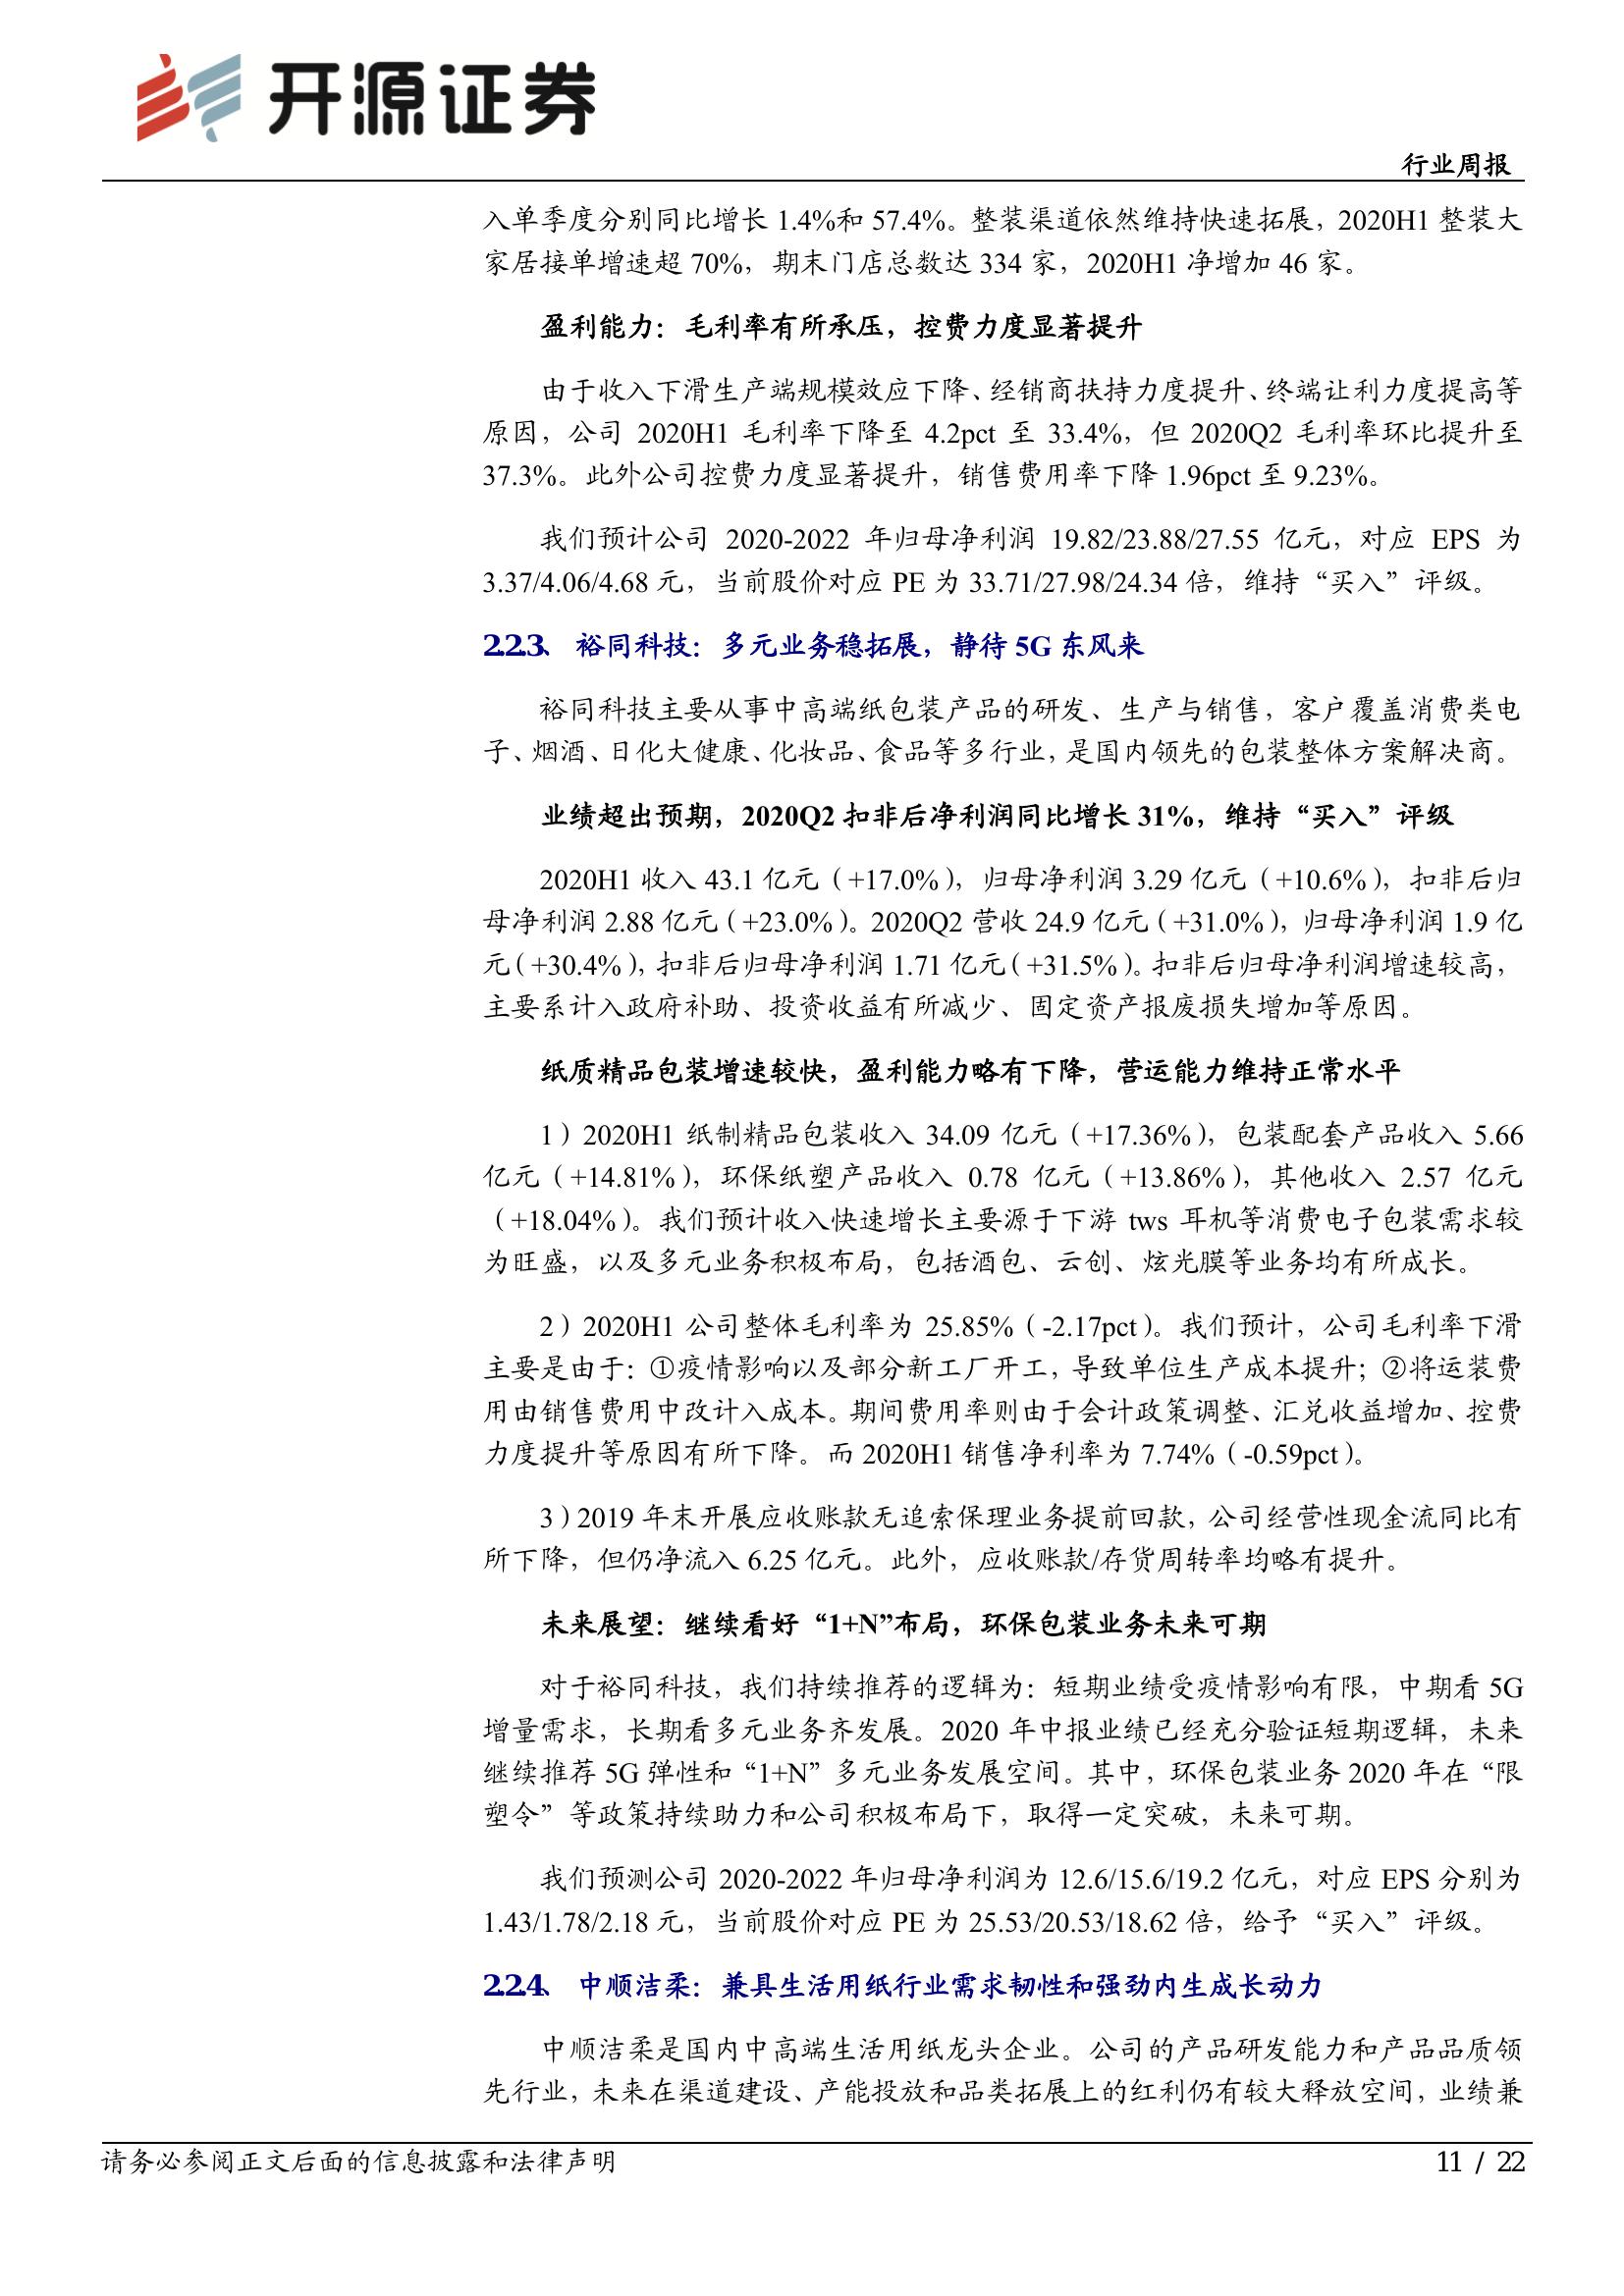 开源证券
行业周报
入单季度分别同比增长 1.4%和 57.4%。整装渠道依然维持快速拓展，2020H1 整装大
家居接单增速超 70%，期末门店总数达 334 家，2020H1 净增加 46 家。
盈利能力：毛利率有所承压，控费力度显著提升
由于收入下滑生产端规模效应下降、经销商扶持力度提升、终端让利力度提高等
原因，公司 2020H1 毛利率下降至 4.2pct 至 33.4%，但 2020Q2 毛利率环比提升至
37.3%。此外公司控费力度显著提升，销售费用率下降 1.96pct 至 9.23%。
我们预计公司 2020-2022 年归母净利润 19.82/23.88/27.55 亿元，对应 EPS 为
3.37/4.06/4.68 元，当前股价对应 PE 为 33.71/27.98/24.34 倍，维持“买入”评级。
2.2.3、 裕同科技：多元业务稳拓展，静待 5G 东风来
裕同科技主要从事中高端纸包装产品的研发、生产与销售，客户覆盖消费类电
子、烟酒、日化大健康、化妆品、食品等多行业，是国内领先的包装整体方案解决商。
业绩超出预期，2020Q2 扣非后净利润同比增长 31%，维持“买入”评级
2020H1 收入 43.1 亿元（+17.0%），归母净利润 3.29 亿元（+10.6%），扣非后归
母净利润 2.88 亿元（+23.0%）。2020Q2 营收 24.9 亿元（+31.0%），归母净利润 1.9 亿
元（+30.4%），扣非后归母净利润 1.71 亿元（+31.5%）。扣非后归母净利润增速较高，
主要系计入政府补助、投资收益有所减少、固定资产报废损失增加等原因。
纸质精品包装增速较快，盈利能力略有下降，营运能力维持正常水平
1）2020H1 纸制精品包装收入 34.09 亿元（+17.36%），包装配套产品收入 5.66
亿元（+14.81%），环保纸塑产品收入 0.78 亿元（+13.86%），其他收入 2.57 亿元
（+18.04%）。我们预计收入快速增长主要源于下游 tws 耳机等消费电子包装需求较
为旺盛，以及多元业务积极布局，包括酒包、云创、炫光膜等业务均有所成长。
2）2020H1 公司整体毛利率为 25.85%（-2.17pct）。我们预计，公司毛利率下滑
主要是由于：①疫情影响以及部分新工厂开工，导致单位生产成本提升；②将运装费
用由销售费用中改计入成本。期间费用率则由于会计政策调整、汇兑收益增加、控费
力度提升等原因有所下降。而 2020H1 销售净利率为 7.74%（-0.59pct）。
3）2019 年末开展应收账款无追索保理业务提前回款，公司经营性现金流同比有
所下降，但仍净流入 6.25 亿元。此外，应收账款/存货周转率均略有提升。
未来展望：继续看好“1+N”布局，环保包装业务未来可期
对于裕同科技，我们持续推荐的逻辑为：短期业绩受疫情影响有限，中期看 5G
增量需求，长期看多元业务齐发展。2020 年中报业绩已经充分验证短期逻辑，未来
继续推荐 5G 弹性和“1+N”多元业务发展空间。其中，环保包装业务 2020 年在“限
塑令”等政策持续助力和公司积极布局下，取得一定突破，未来可期。
我们预测公司 2020-2022 年归母净利润为 12.6/15.6/19.2 亿元，对应 EPS 分别为
1.43/1.78/2.18 元，当前股价对应 PE 为 25.53/20.53/18.62 倍，给予“买入”评级。
2.2.4、 中顺洁柔：兼具生活用纸行业需求韧性和强劲内生成长动力
中顺洁柔是国内中高端生活用纸龙头企业。公司的产品研发能力和产品品质领
先行业，未来在渠道建设、产能投放和品类拓展上的红利仍有较大释放空间，业绩兼
请务必参阅正文后面的信息披露和法律声明
11 / 22